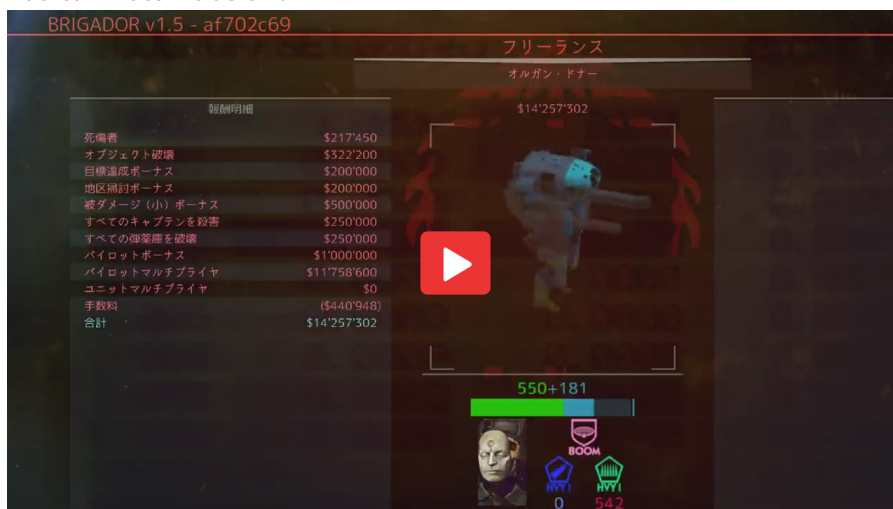 BRIGADOR v1.5 - af702c69
フリーランス
オルガン・ドナー
報酬明細
$14'257'302
死傷者 $217'450
オブジェクト破壊 $322'200
目標達成ボーナス $200'000
地区掃討ボーナス $200'000
被ダメージ（小）ボーナス $500'000
すべてのキャプテンを殺害 $250'000
すべての弾薬庫を破壊 $250'000
パイロットボーナス $1'000'000
パイロットマルチプライヤ $11'758'600
ユニットマルチプライヤ $0
手数料 ($440'948)
合計 $14'257'302
550+181
BOOM
HVY1 HVY1
0 542